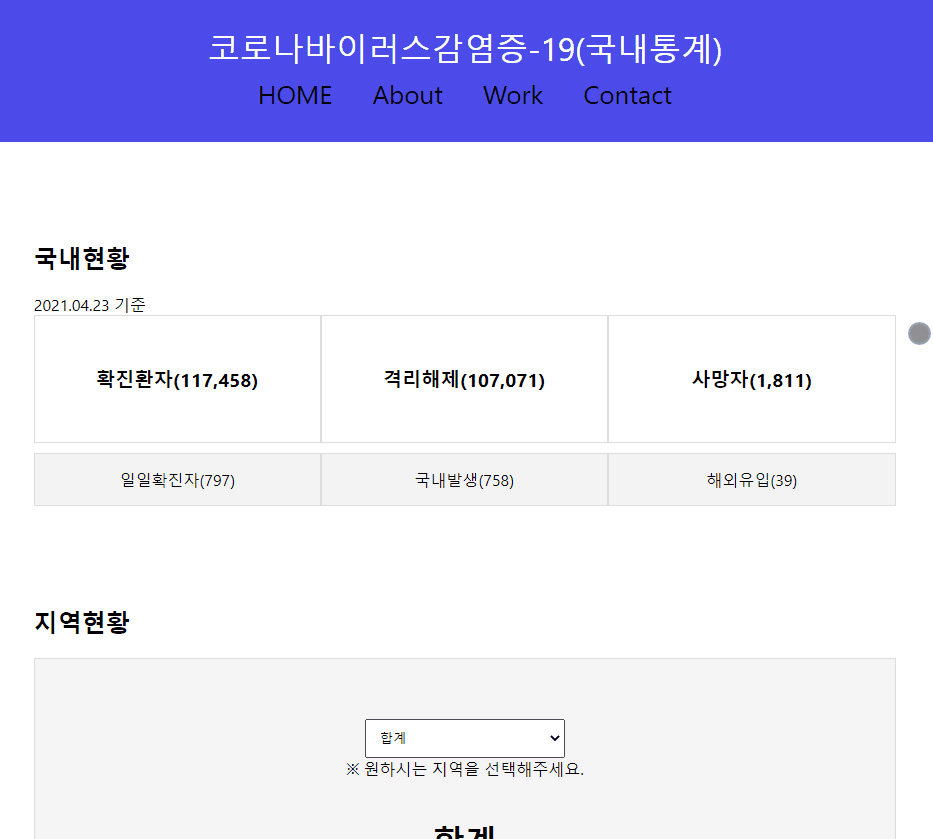 코로나바이러스감염증-19(국내통계)
HOME About Work Contact
국내현황
2021.04.23 기준
확진환자(117,458) 격리해제(107,071) 사망자(1,811)
일일확진자(797) 국내발생(758) 해외유입(39)
지역현황
합계
※ 원하시는 지역을 선택해주세요.
합계